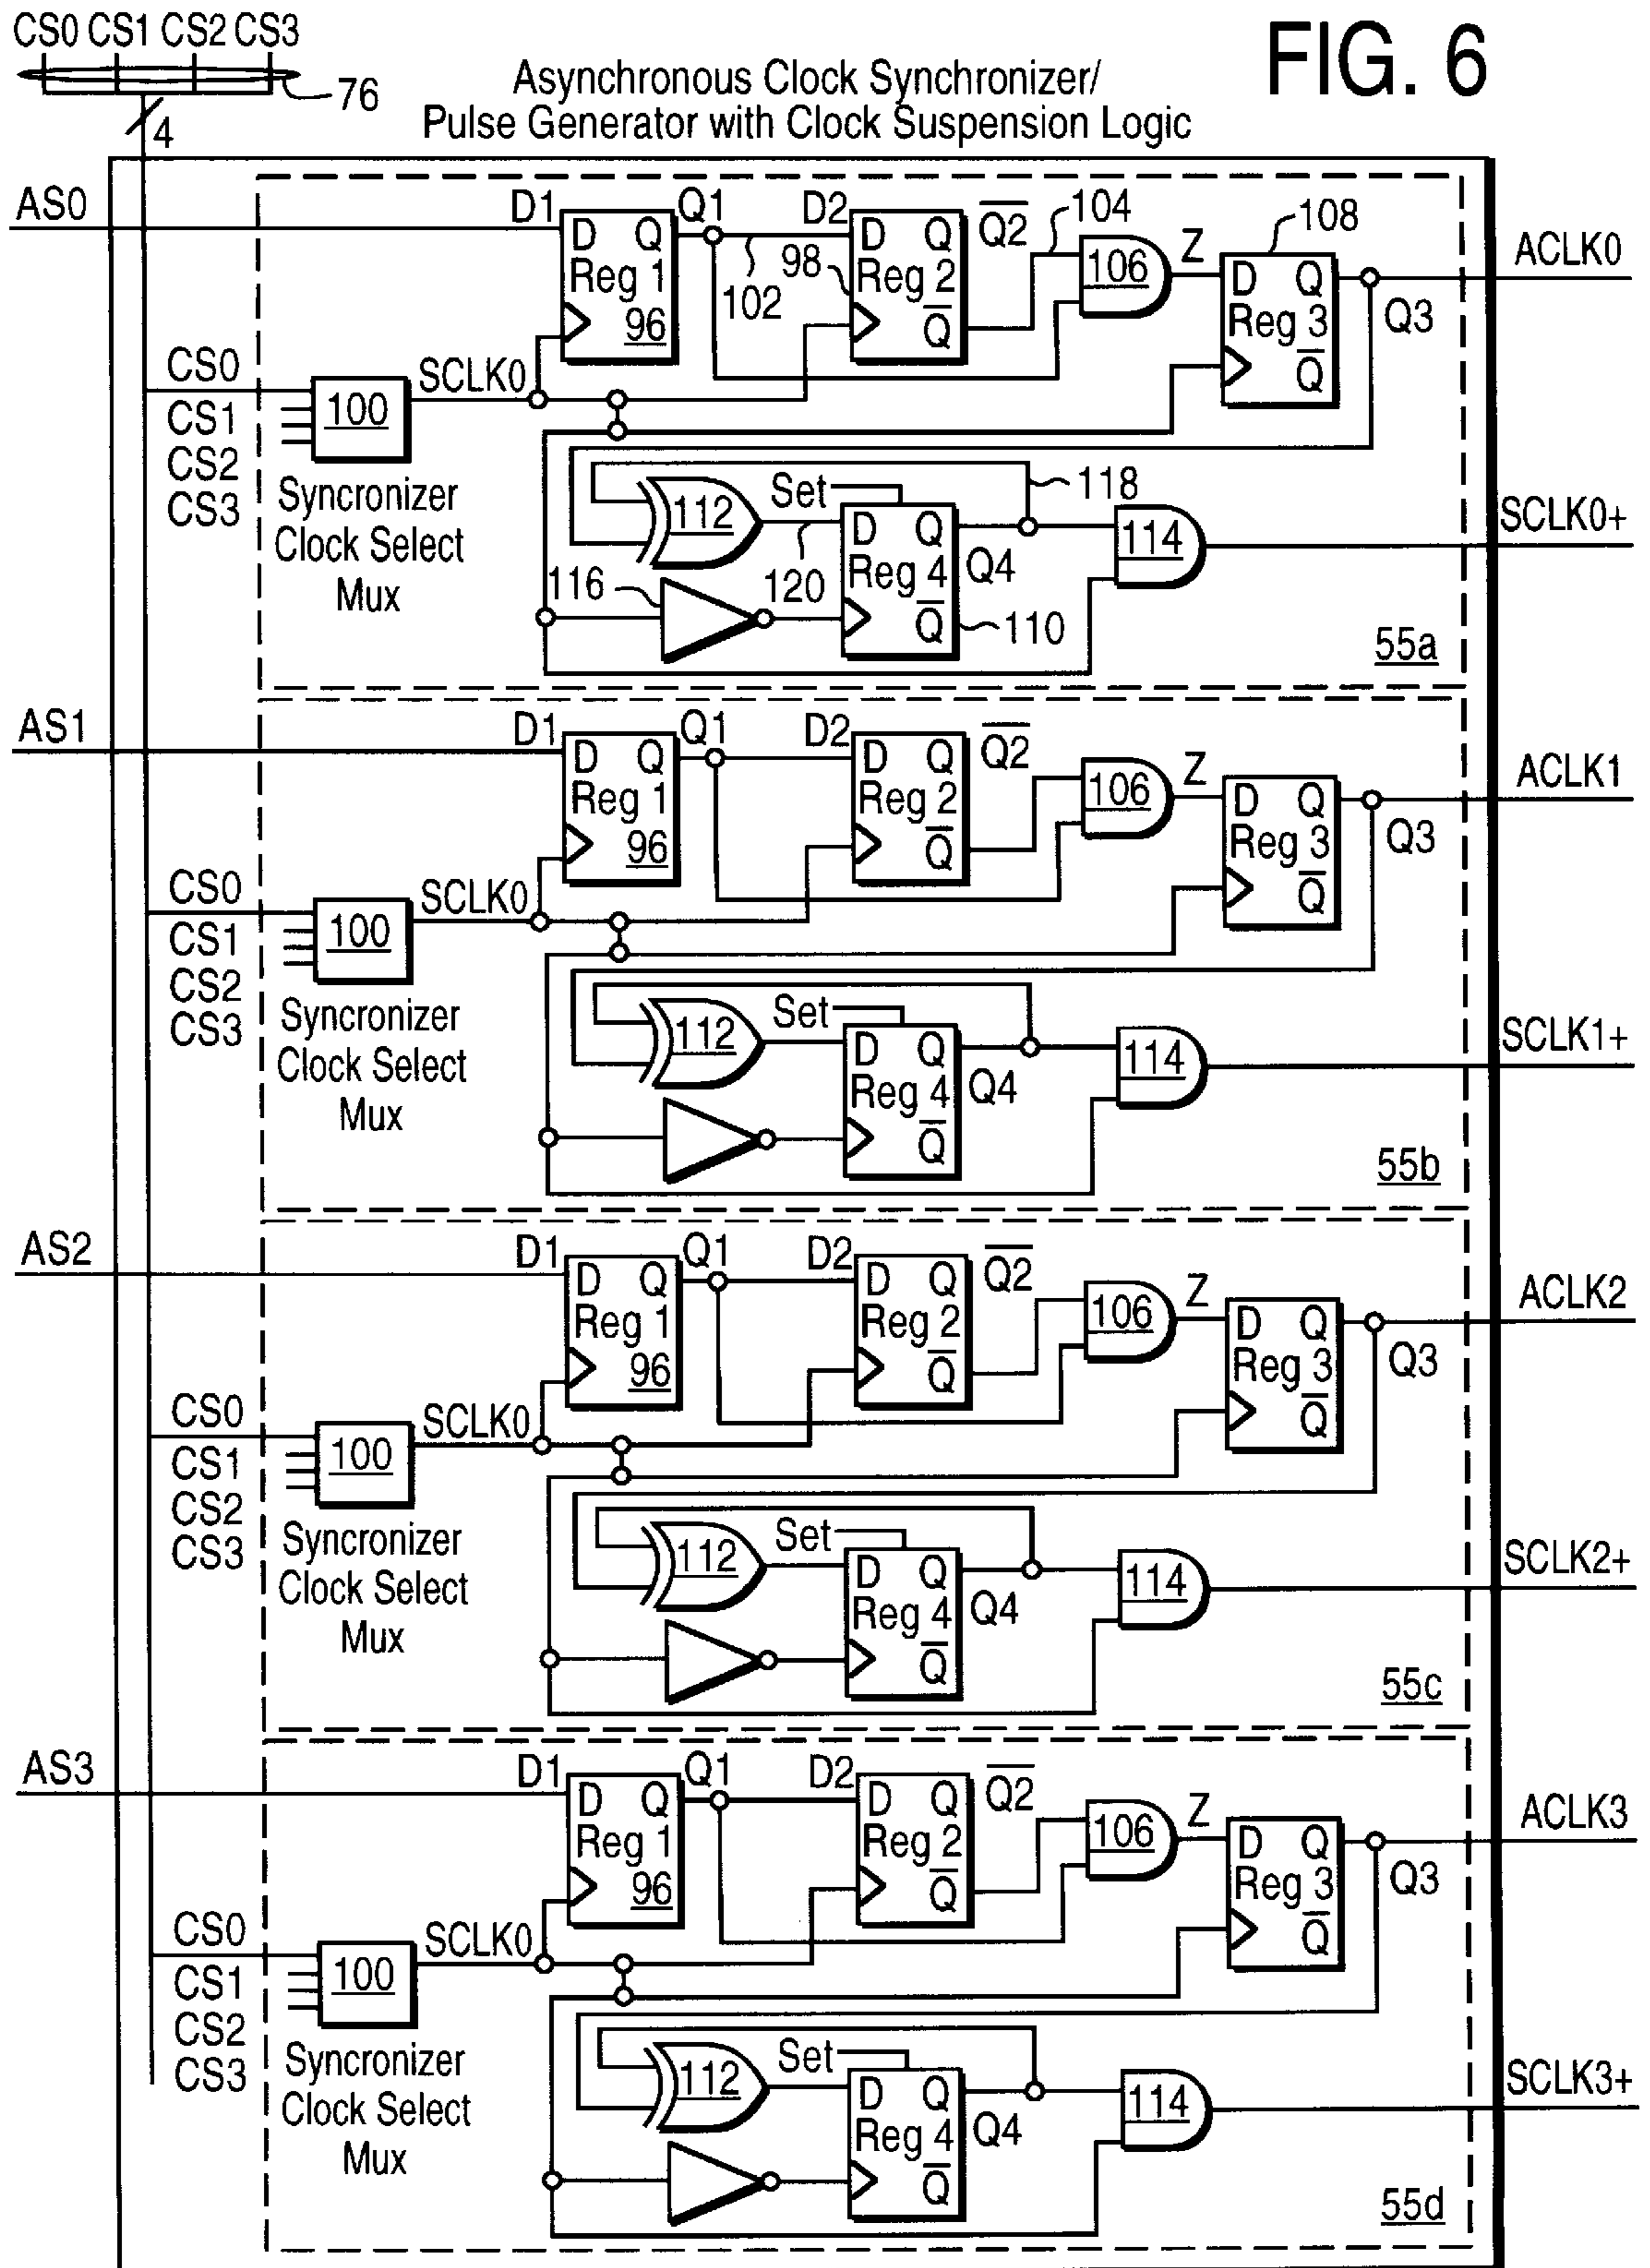 CS0 CS1 CS2 CS3
76
4
FIG. 6
Asynchronous Clock Synchronizer/
Pulse Generator with Clock Suspension Logic
AS0
D1
D Q
Reg 1
96
Q1
102
D2
98
D Q
Reg 2
Q̅
Q̅2̅
104
106
Z
108
D Q
Reg 3
Q̅
Q3
ACLK0
CS0
CS1
CS2
CS3
100
SCLK0
Syncronizer
Clock Select
Mux
112
Set
120
116
D Q
Reg 4
Q̅
Q4
110
118
114
SCLK0+
55a
AS1
D1
D Q
Reg 1
96
Q1
D2
D Q
Reg 2
Q̅
Q̅2̅
106
Z
D Q
Reg 3
Q̅
Q3
ACLK1
CS0
CS1
CS2
CS3
100
SCLK0
Syncronizer
Clock Select
Mux
112
Set
D Q
Reg 4
Q̅
Q4
114
SCLK1+
55b
AS2
D1
D Q
Reg 1
96
Q1
D2
D Q
Reg 2
Q̅
Q̅2̅
106
Z
D Q
Reg 3
Q̅
Q3
ACLK2
CS0
CS1
CS2
CS3
100
SCLK0
Syncronizer
Clock Select
Mux
112
Set
D Q
Reg 4
Q̅
Q4
114
SCLK2+
55c
AS3
D1
D Q
Reg 1
96
Q1
D2
D Q
Reg 2
Q̅
Q̅2̅
106
Z
D Q
Reg 3
Q̅
Q3
ACLK3
CS0
CS1
CS2
CS3
100
SCLK0
Syncronizer
Clock Select
Mux
112
Set
D Q
Reg 4
Q̅
Q4
114
SCLK3+
55d